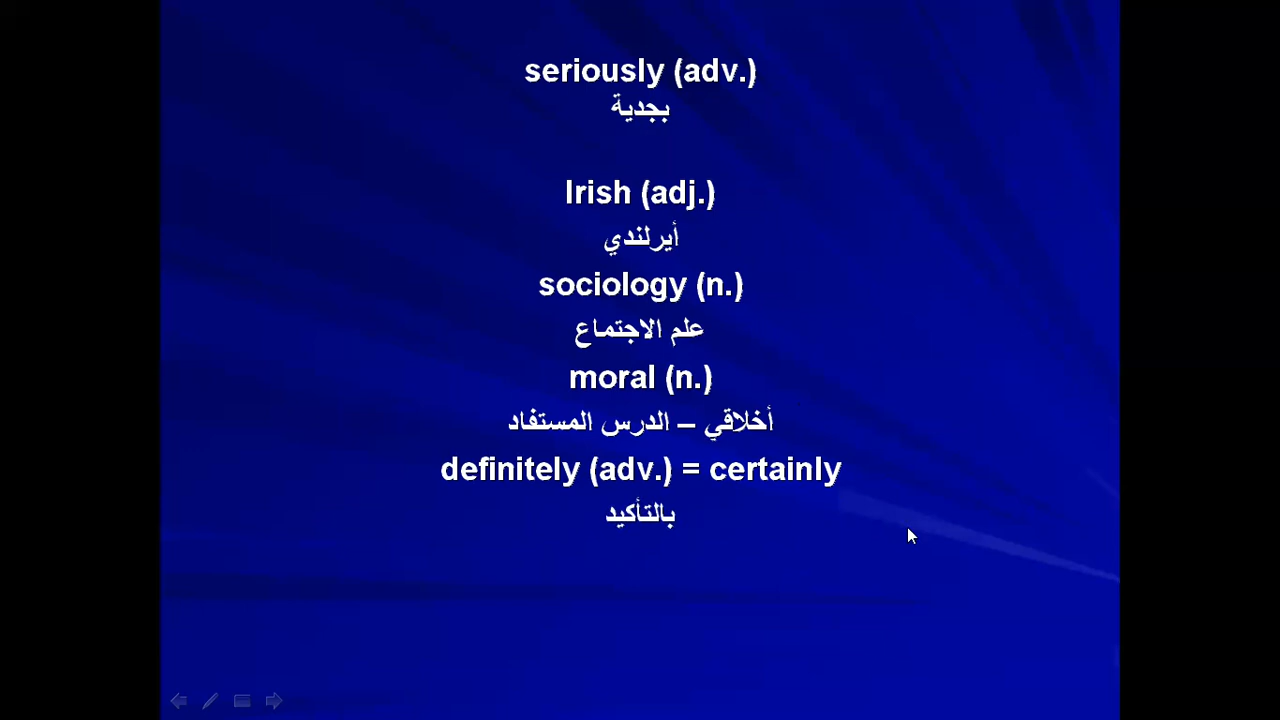 seriously (adv.)
بجدية
Irish (adj.)
أيرلندي
sociology (n.)
علم الاجتماع
moral (n.)
أخلاقي – الدرس المستفاد
definitely (adv.) = certainly
بالتأكيد